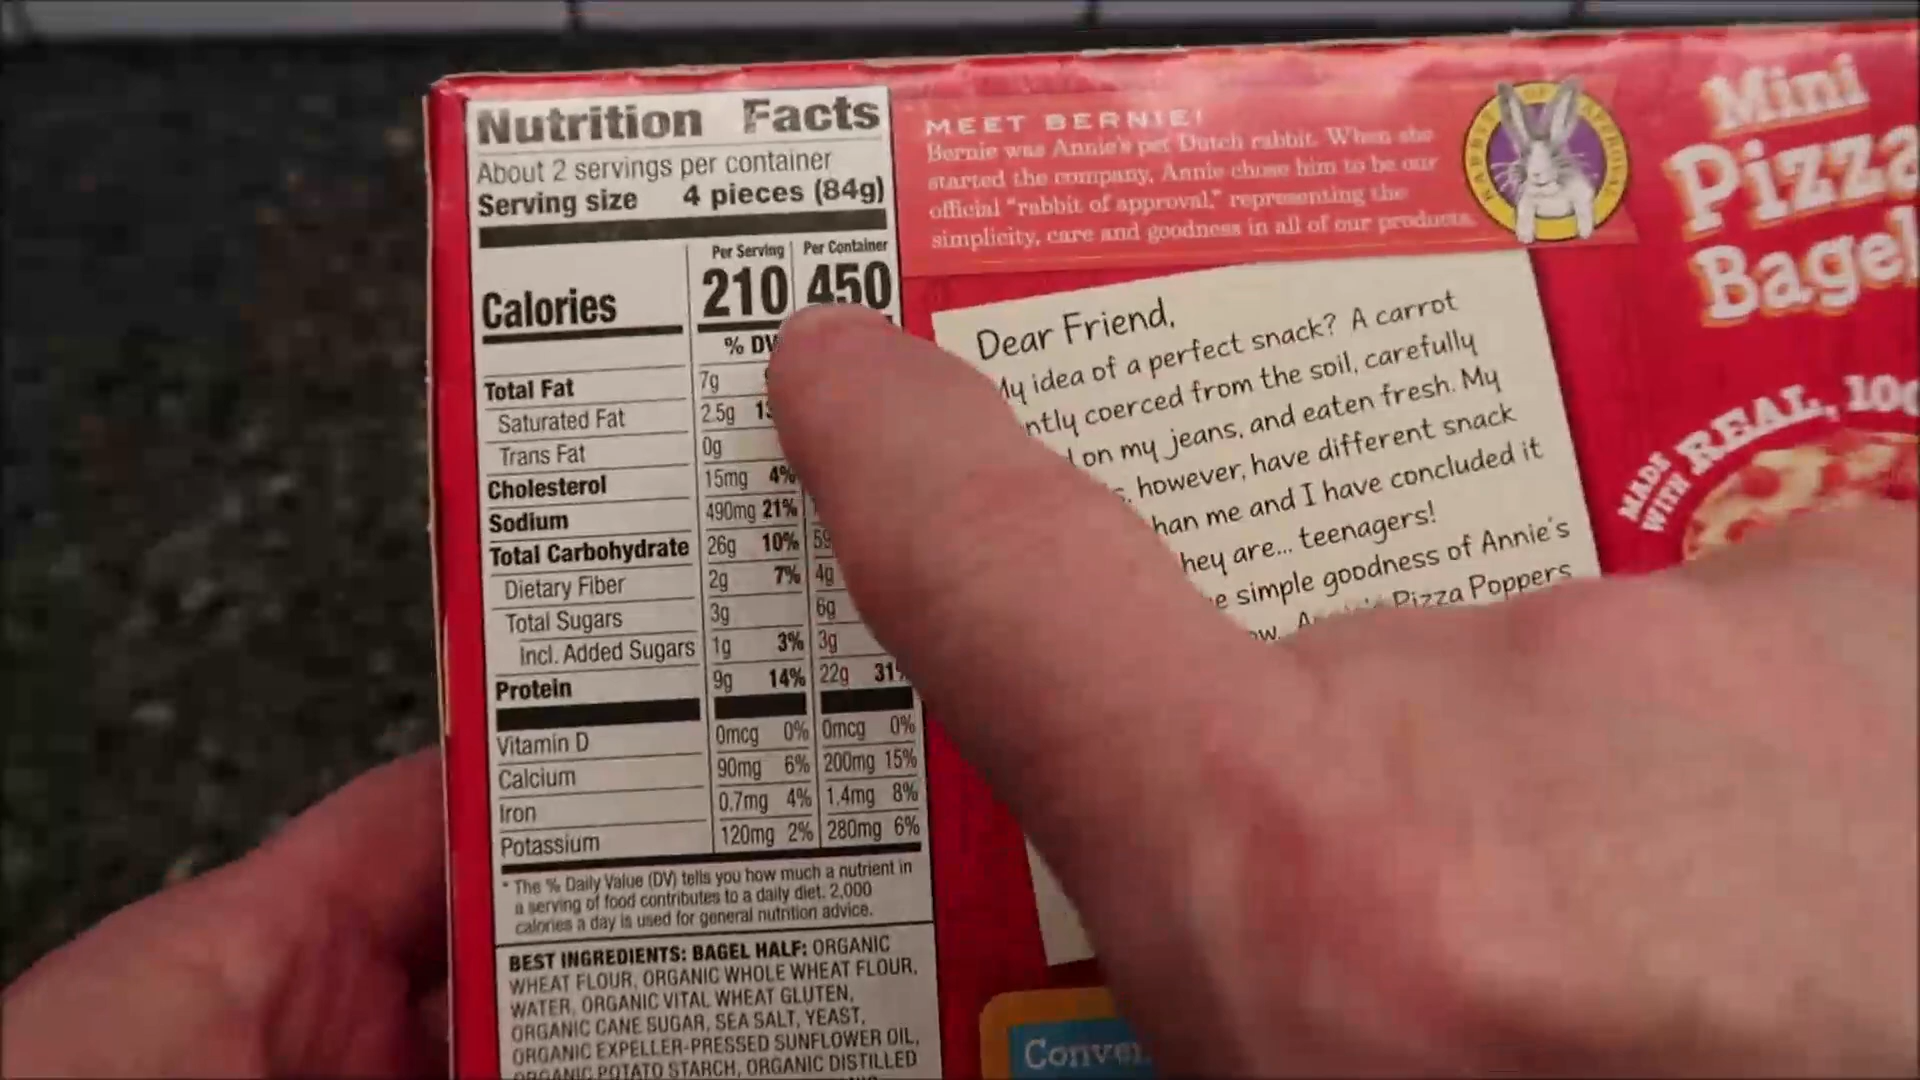 Nutrition Facts
About 2 servings per container
Serving size 4 pieces (84g)
Per Serving Per Container
Calories 210 450
% DV
Total Fat 7g
Saturated Fat 2.5g
Trans Fat 0g
Cholesterol 15mg 4%
Sodium 490mg 21%
Total Carbohydrate 26g 10%
Dietary Fiber 2g 7% 4g
Total Sugars 3g 6g
Incl. Added Sugars 1g 3% 3g
Protein 9g 14% 22g 31%
Vitamin D 0mcg 0% 0mcg 0%
Calcium 90mg 6% 200mg 15%
Iron 0.7mg 4% 1.4mg 8%
Potassium 120mg 2% 280mg 6%
* The % Daily Value (DV) tells you how much a nutrient in
a serving of food contributes to a daily diet. 2,000
calories a day is used for general nutrition advice.
BEST INGREDIENTS: BAGEL HALF: ORGANIC
WHEAT FLOUR, ORGANIC WHOLE WHEAT FLOUR,
WATER, ORGANIC VITAL WHEAT GLUTEN,
ORGANIC CANE SUGAR, SEA SALT, YEAST,
ORGANIC EXPELLER-PRESSED SUNFLOWER OIL,
ORGANIC POTATO STARCH, ORGANIC DISTILLED
MEET BERNIE!
Bernie was Annie's pet Dutch rabbit. When she
started the company, Annie chose him to be our
official "rabbit of approval," representing the
simplicity, care and goodness in all of our products.
RABBIT OF APPROVAL
Dear Friend,
My idea of a perfect snack? A carrot
coerced from the soil, carefully
on my jeans, and eaten fresh. My
however, have different snack
than me and I have concluded it
they are... teenagers!
simple goodness of Annie's
Pizza Poppers
Mini
Pizza
Bagel
MADE
WITH REAL,